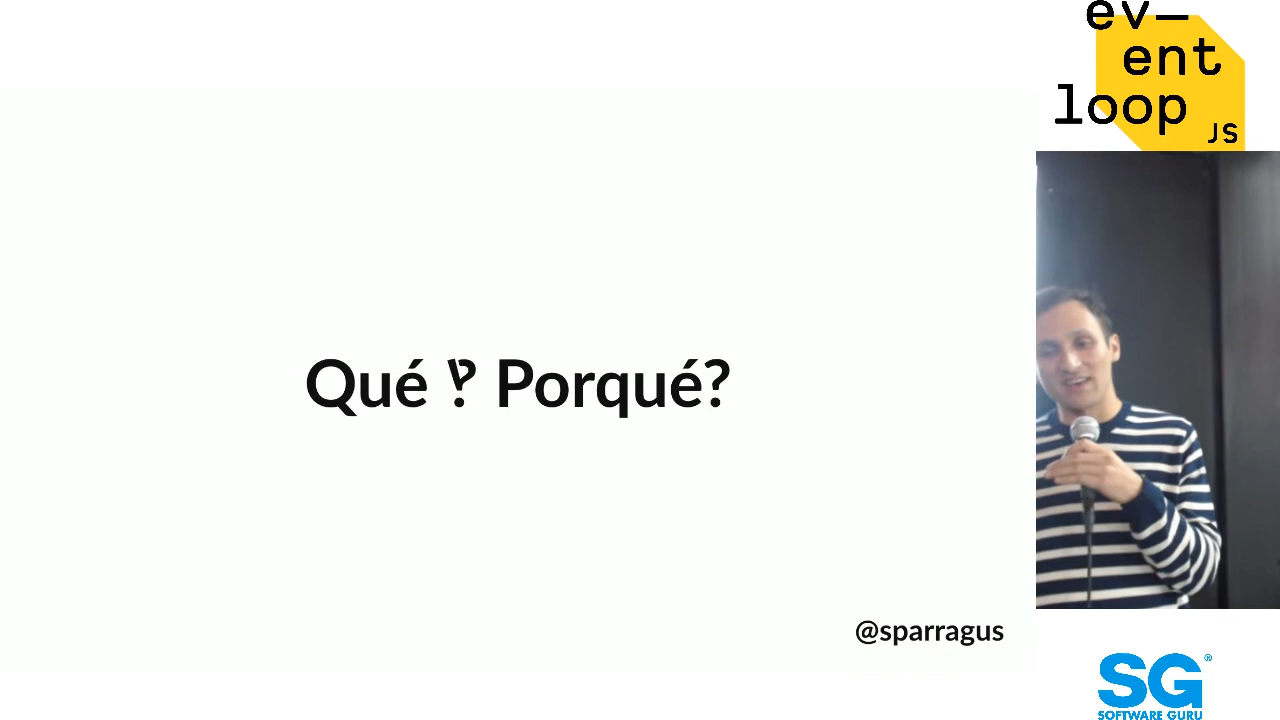 ev—
ent
loop
JS
Qué ‽ Porqué?
@sparragus
SG®
SOFTWARE GURU